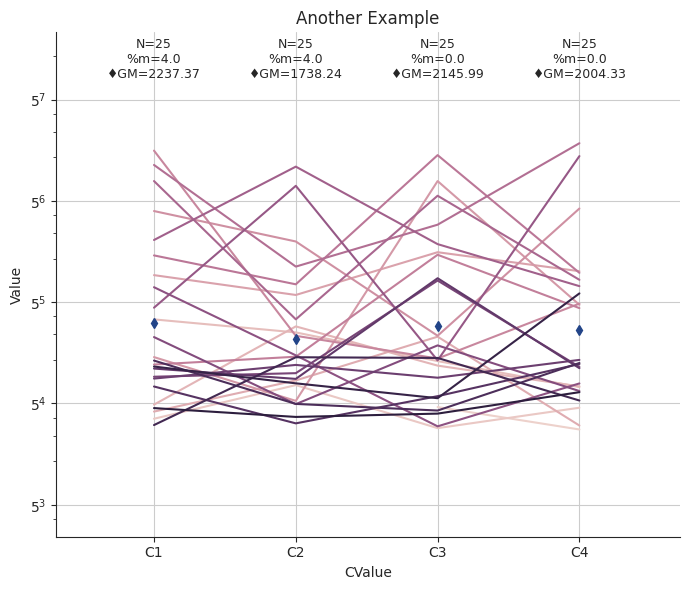 Another Example
N=25 N=25 N=25 N=25
%m=4.0 %m=4.0 %m=0.0 %m=0.0
♦GM=2237.37 ♦GM=1738.24 ♦GM=2145.99 ♦GM=2004.33
5⁷
5⁶
5⁵
5⁴
5³
Value
C1 C2 C3 C4
CValue